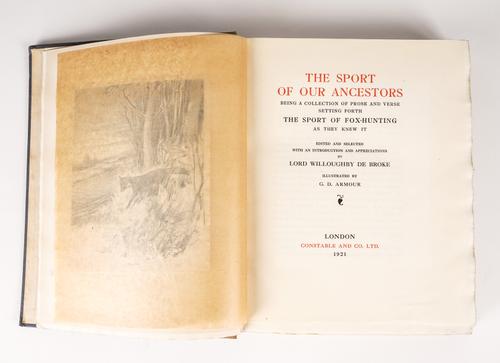 THE SPORT
OF OUR ANCESTORS
BEING A COLLECTION OF PROSE AND VERSE
SETTING FORTH
THE SPORT OF FOX-HUNTING
AS THEY KNEW IT
EDITED AND SELECTED
WITH AN INTRODUCTION AND APPRECIATIONS
BY
LORD WILLOUGHBY DE BROKE
ILLUSTRATED BY
G. D. ARMOUR
LONDON
CONSTABLE AND CO. LTD.
1921